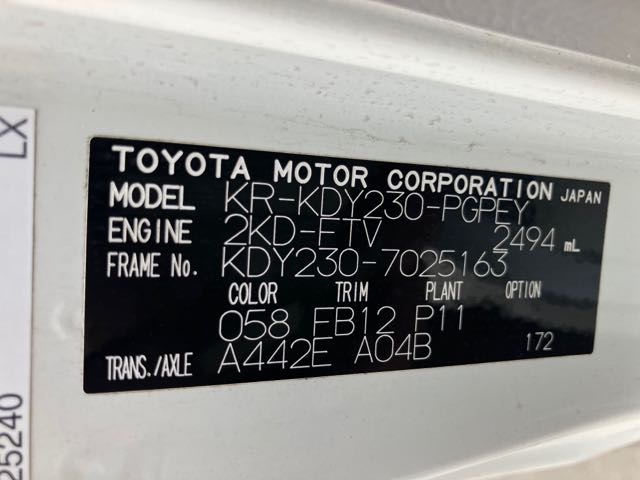 TOYOTA MOTOR CORPORATION JAPAN
MODEL KR-KDY230-PGPEY
ENGINE 2KD-FTV 2494 mL
FRAME No. KDY230-7025163
COLOR TRIM PLANT OPTION
058 FB12 P11
TRANS./AXLE A442E A04B 172
LX
25240